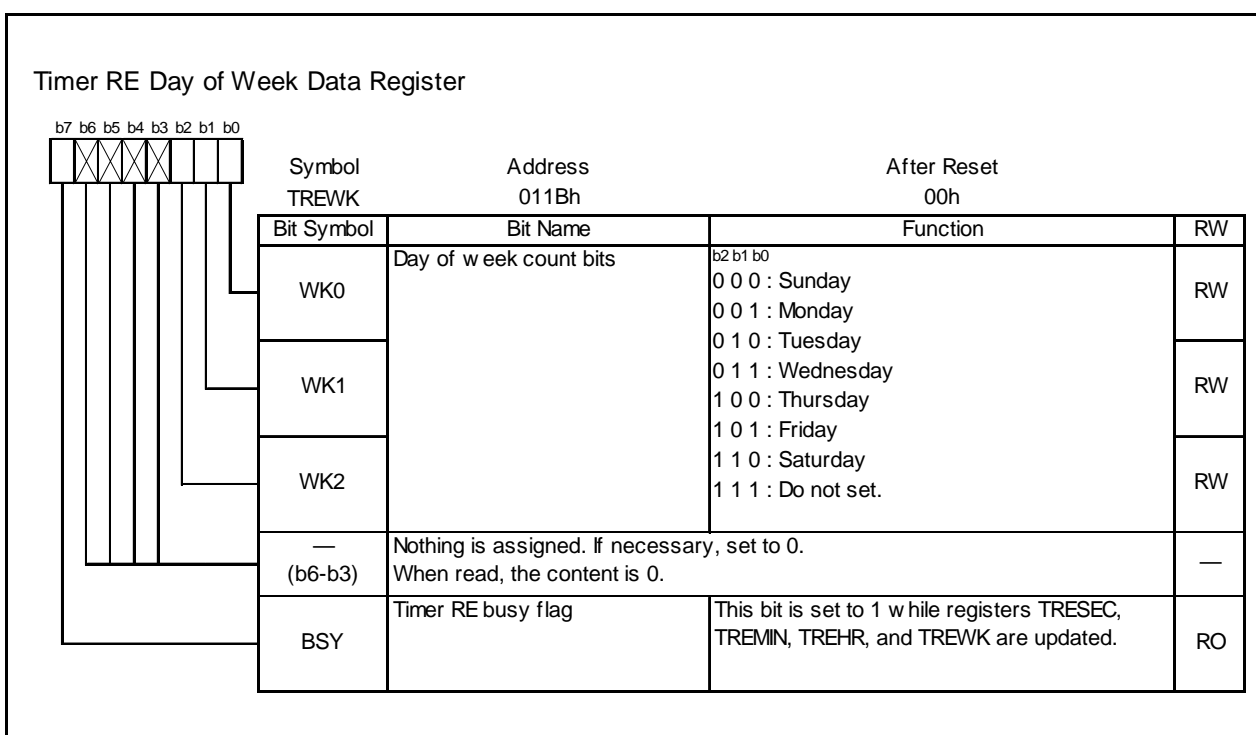 Timer RE Day of Week Data Register
b7 b6 b5 b4 b3 b2 b1 b0
Symbol Address After Reset
TREWK 011Bh 00h
Bit Symbol Bit Name Function RW
WK0 Day of week count bits b2 b1 b0
0 0 0 : Sunday
0 0 1 : Monday
0 1 0 : Tuesday
RW
WK1 0 1 1 : Wednesday
1 0 0 : Thursday
1 0 1 : Friday
RW
WK2 1 1 0 : Saturday
1 1 1 : Do not set.
RW
— Nothing is assigned. If necessary, set to 0.
(b6-b3) When read, the content is 0. —
BSY Timer RE busy flag This bit is set to 1 while registers TRESEC,
TREMIN, TREHR, and TREWK are updated.
RO